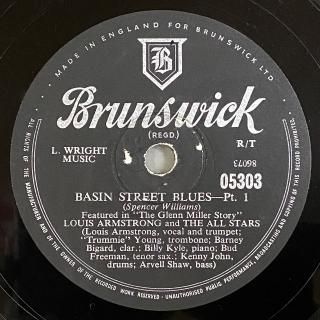 MADE IN ENGLAND FOR BRUNSWICK LTD
B
Brunswick
(REGD.)
L. WRIGHT
MUSIC
R/T
86073
05303
BASIN STREET BLUES—Pt. 1
(Spencer Williams)
Featured in "The Glenn Miller Story"
LOUIS ARMSTRONG and THE ALL STARS
(Louis Armstrong, vocal and trumpet;
"Trummie" Young, trombone; Barney
Bigard, clar.; Billy Kyle, piano; Bud
Freeman, tenor sax.; Kenny John,
drums; Arvell Shaw, bass)
ALL RIGHTS OF THE MANUFACTURER AND OF THE OWNER OF THE RECORDED WORK RESERVED · UNAUTHORISED PUBLIC PERFORMANCE, BROADCASTING AND COPYING OF THIS RECORD PROHIBITED